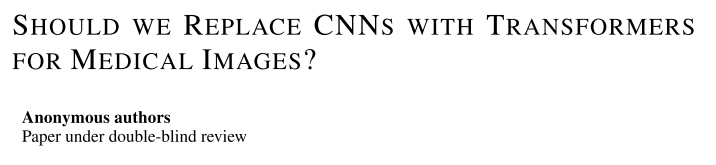 SHOULD WE REPLACE CNNS WITH TRANSFORMERS
FOR MEDICAL IMAGES?
Anonymous authors
Paper under double-blind review